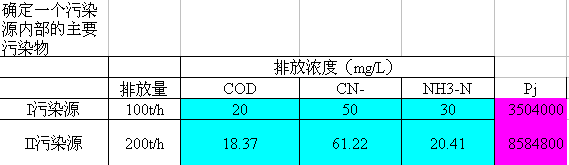 确定一个污染
源内部的主要
污染物
排放浓度（mg/L）
排放量 COD CN- NH3-N Pj
I污染源 100t/h 20 50 30 3504000
II污染源 200t/h 18.37 61.22 20.41 8584800